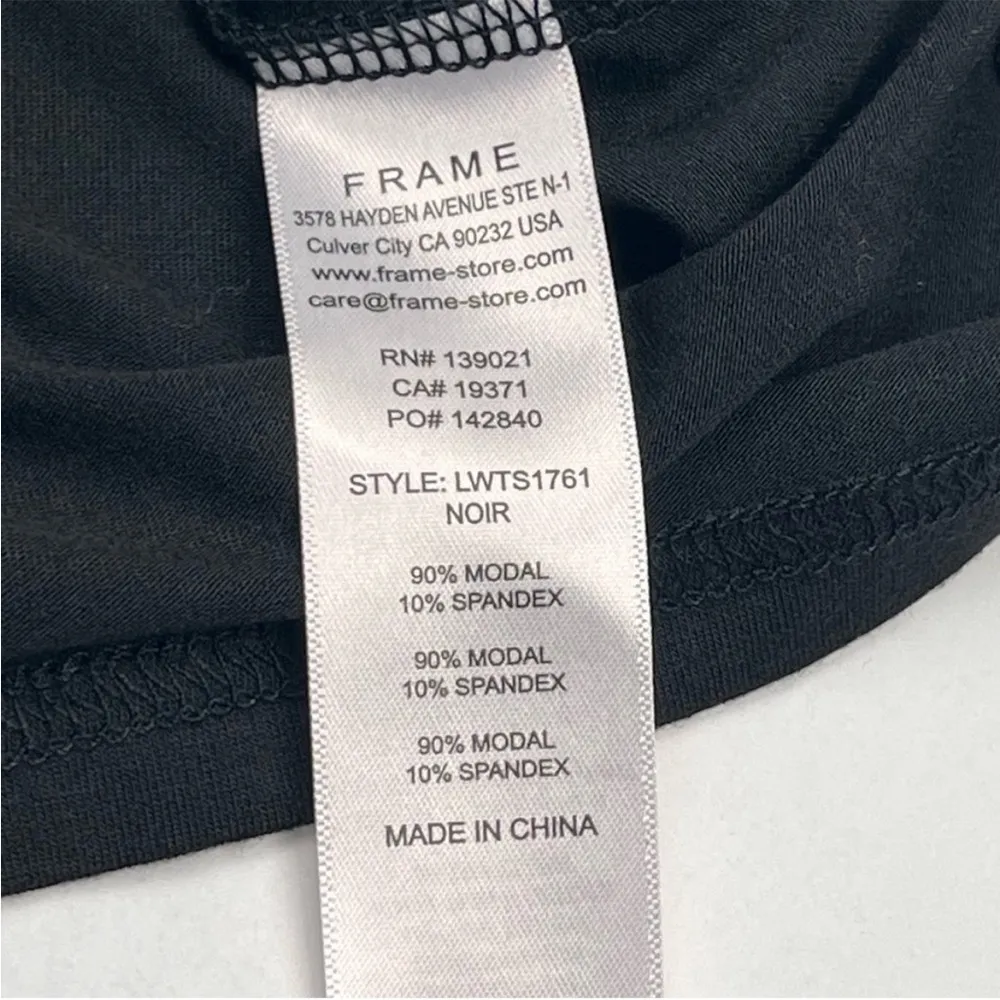 FRAME
3578 HAYDEN AVENUE STE N-1
Culver City CA 90232 USA
www.frame-store.com
care@frame-store.com
RN# 139021
CA# 19371
PO# 142840
STYLE: LWTS1761
NOIR
90% MODAL
10% SPANDEX
90% MODAL
10% SPANDEX
90% MODAL
10% SPANDEX
MADE IN CHINA